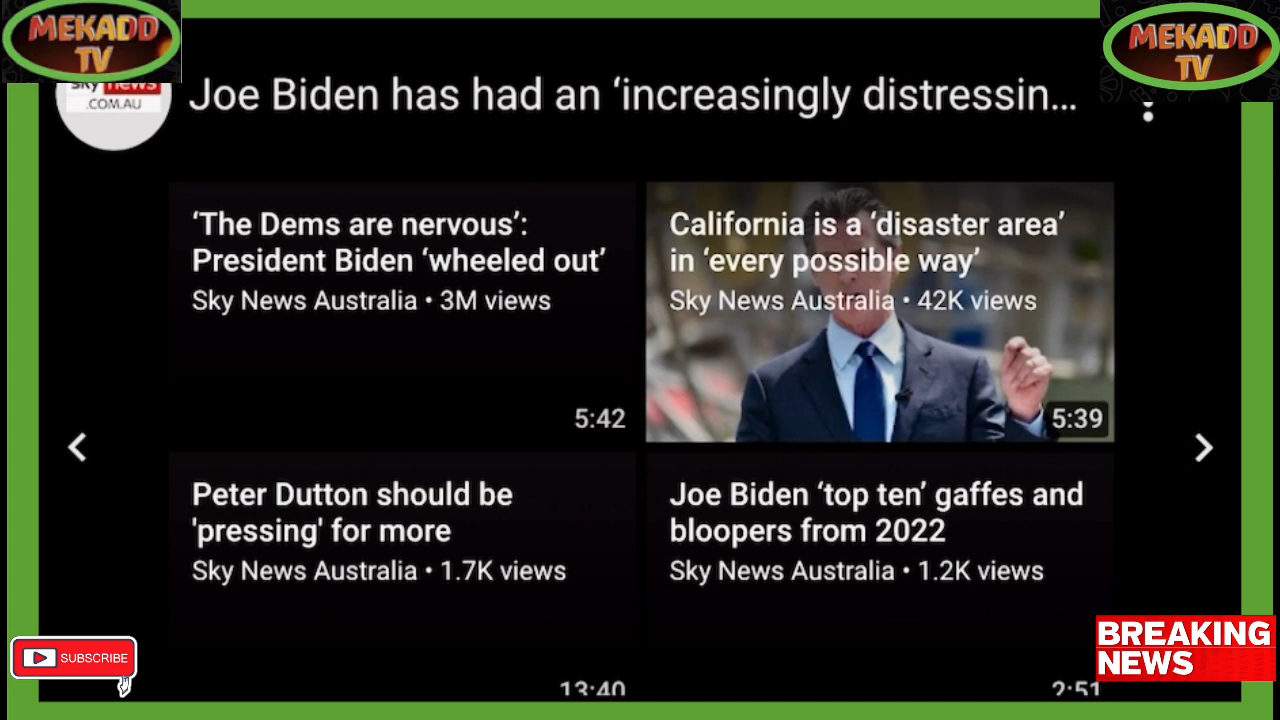 MEKADD
TV
MEKADD
TV
sky news
.COM.AU
Joe Biden has had an ‘increasingly distressin...
‘The Dems are nervous’:
President Biden ‘wheeled out’
Sky News Australia • 3M views
5:42
California is a ‘disaster area’
in ‘every possible way’
Sky News Australia • 42K views
5:39
Peter Dutton should be
'pressing' for more
Sky News Australia • 1.7K views
13:40
Joe Biden ‘top ten’ gaffes and
bloopers from 2022
Sky News Australia • 1.2K views
2:51
SUBSCRIBE
BREAKING
NEWS